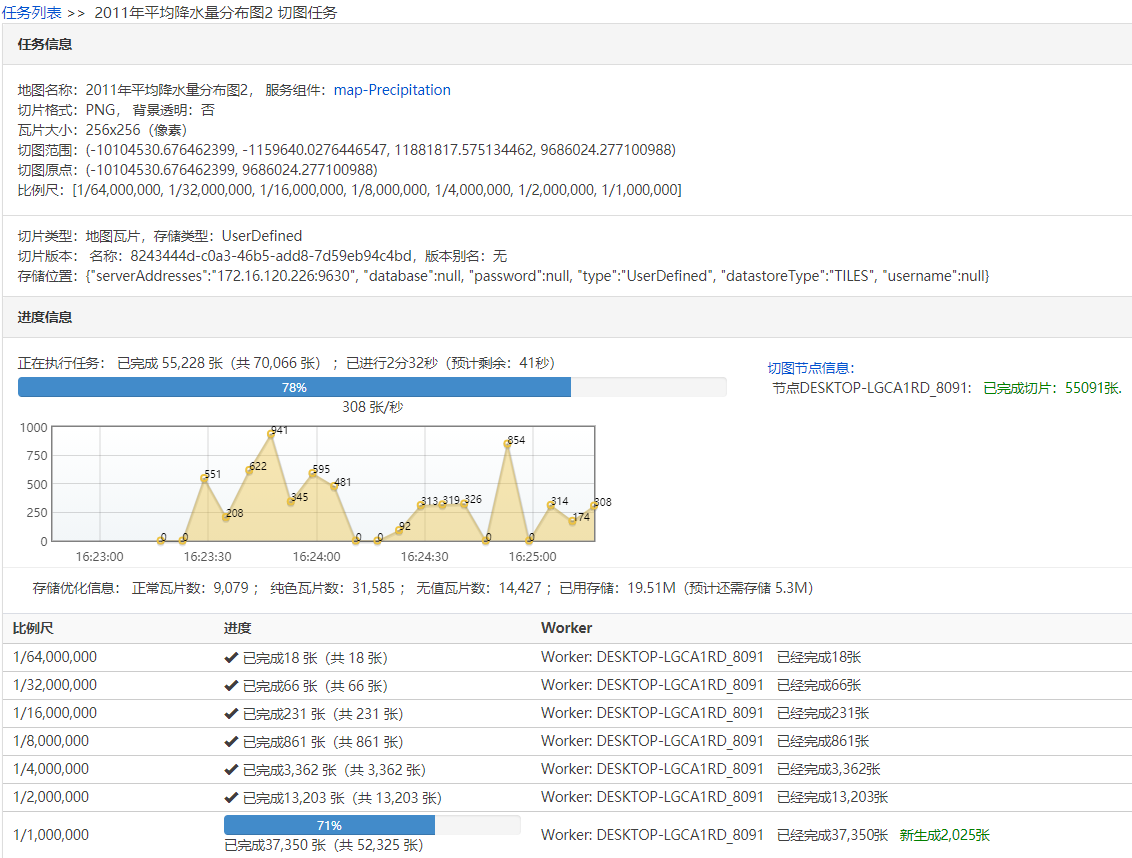 任务列表 >> 2011年平均降水量分布图2 切图任务
任务信息
地图名称：2011年平均降水量分布图2， 服务组件：map-Precipitation
切片格式：PNG， 背景透明：否
瓦片大小：256x256（像素）
切图范围：(-10104530.676462399, -1159640.0276446547, 11881817.575134462, 9686024.277100988)
切图原点：(-10104530.676462399, 9686024.277100988)
比例尺：[1/64,000,000, 1/32,000,000, 1/16,000,000, 1/8,000,000, 1/4,000,000, 1/2,000,000, 1/1,000,000]
切片类型：地图瓦片，存储类型：UserDefined
切片版本： 名称：8243444d-c0a3-46b5-add8-7d59eb94c4bd，版本别名：无
存储位置：{"serverAddresses":"172.16.120.226:9630", "database":null, "password":null, "type":"UserDefined", "datastoreType":"TILES", "username":null}
进度信息
正在执行任务： 已完成 55,228 张（共 70,066 张）；已进行2分32秒（预计剩余：41秒）
78%
308 张/秒
切图节点信息：
节点DESKTOP-LGCA1RD_8091： 已完成切片：55091张.
1000
750
500
250
0
0 0 551 208 622 941 345 595 481 0 0 92 313 319 326 0 854 0 314 174 308
16:23:00 16:23:30 16:24:00 16:24:30 16:25:00
存储优化信息： 正常瓦片数：9,079； 纯色瓦片数：31,585； 无值瓦片数：14,427；已用存储：19.51M（预计还需存储 5.3M）
比例尺 进度 Worker
1/64,000,000 ✔ 已完成18 张（共 18 张） Worker: DESKTOP-LGCA1RD_8091 已经完成18张
1/32,000,000 ✔ 已完成66 张（共 66 张） Worker: DESKTOP-LGCA1RD_8091 已经完成66张
1/16,000,000 ✔ 已完成231 张（共 231 张） Worker: DESKTOP-LGCA1RD_8091 已经完成231张
1/8,000,000 ✔ 已完成861 张（共 861 张） Worker: DESKTOP-LGCA1RD_8091 已经完成861张
1/4,000,000 ✔ 已完成3,362 张（共 3,362 张） Worker: DESKTOP-LGCA1RD_8091 已经完成3,362张
1/2,000,000 ✔ 已完成13,203 张（共 13,203 张） Worker: DESKTOP-LGCA1RD_8091 已经完成13,203张
71%
1/1,000,000 已完成37,350 张（共 52,325 张） Worker: DESKTOP-LGCA1RD_8091 已经完成37,350张 新生成2,025张